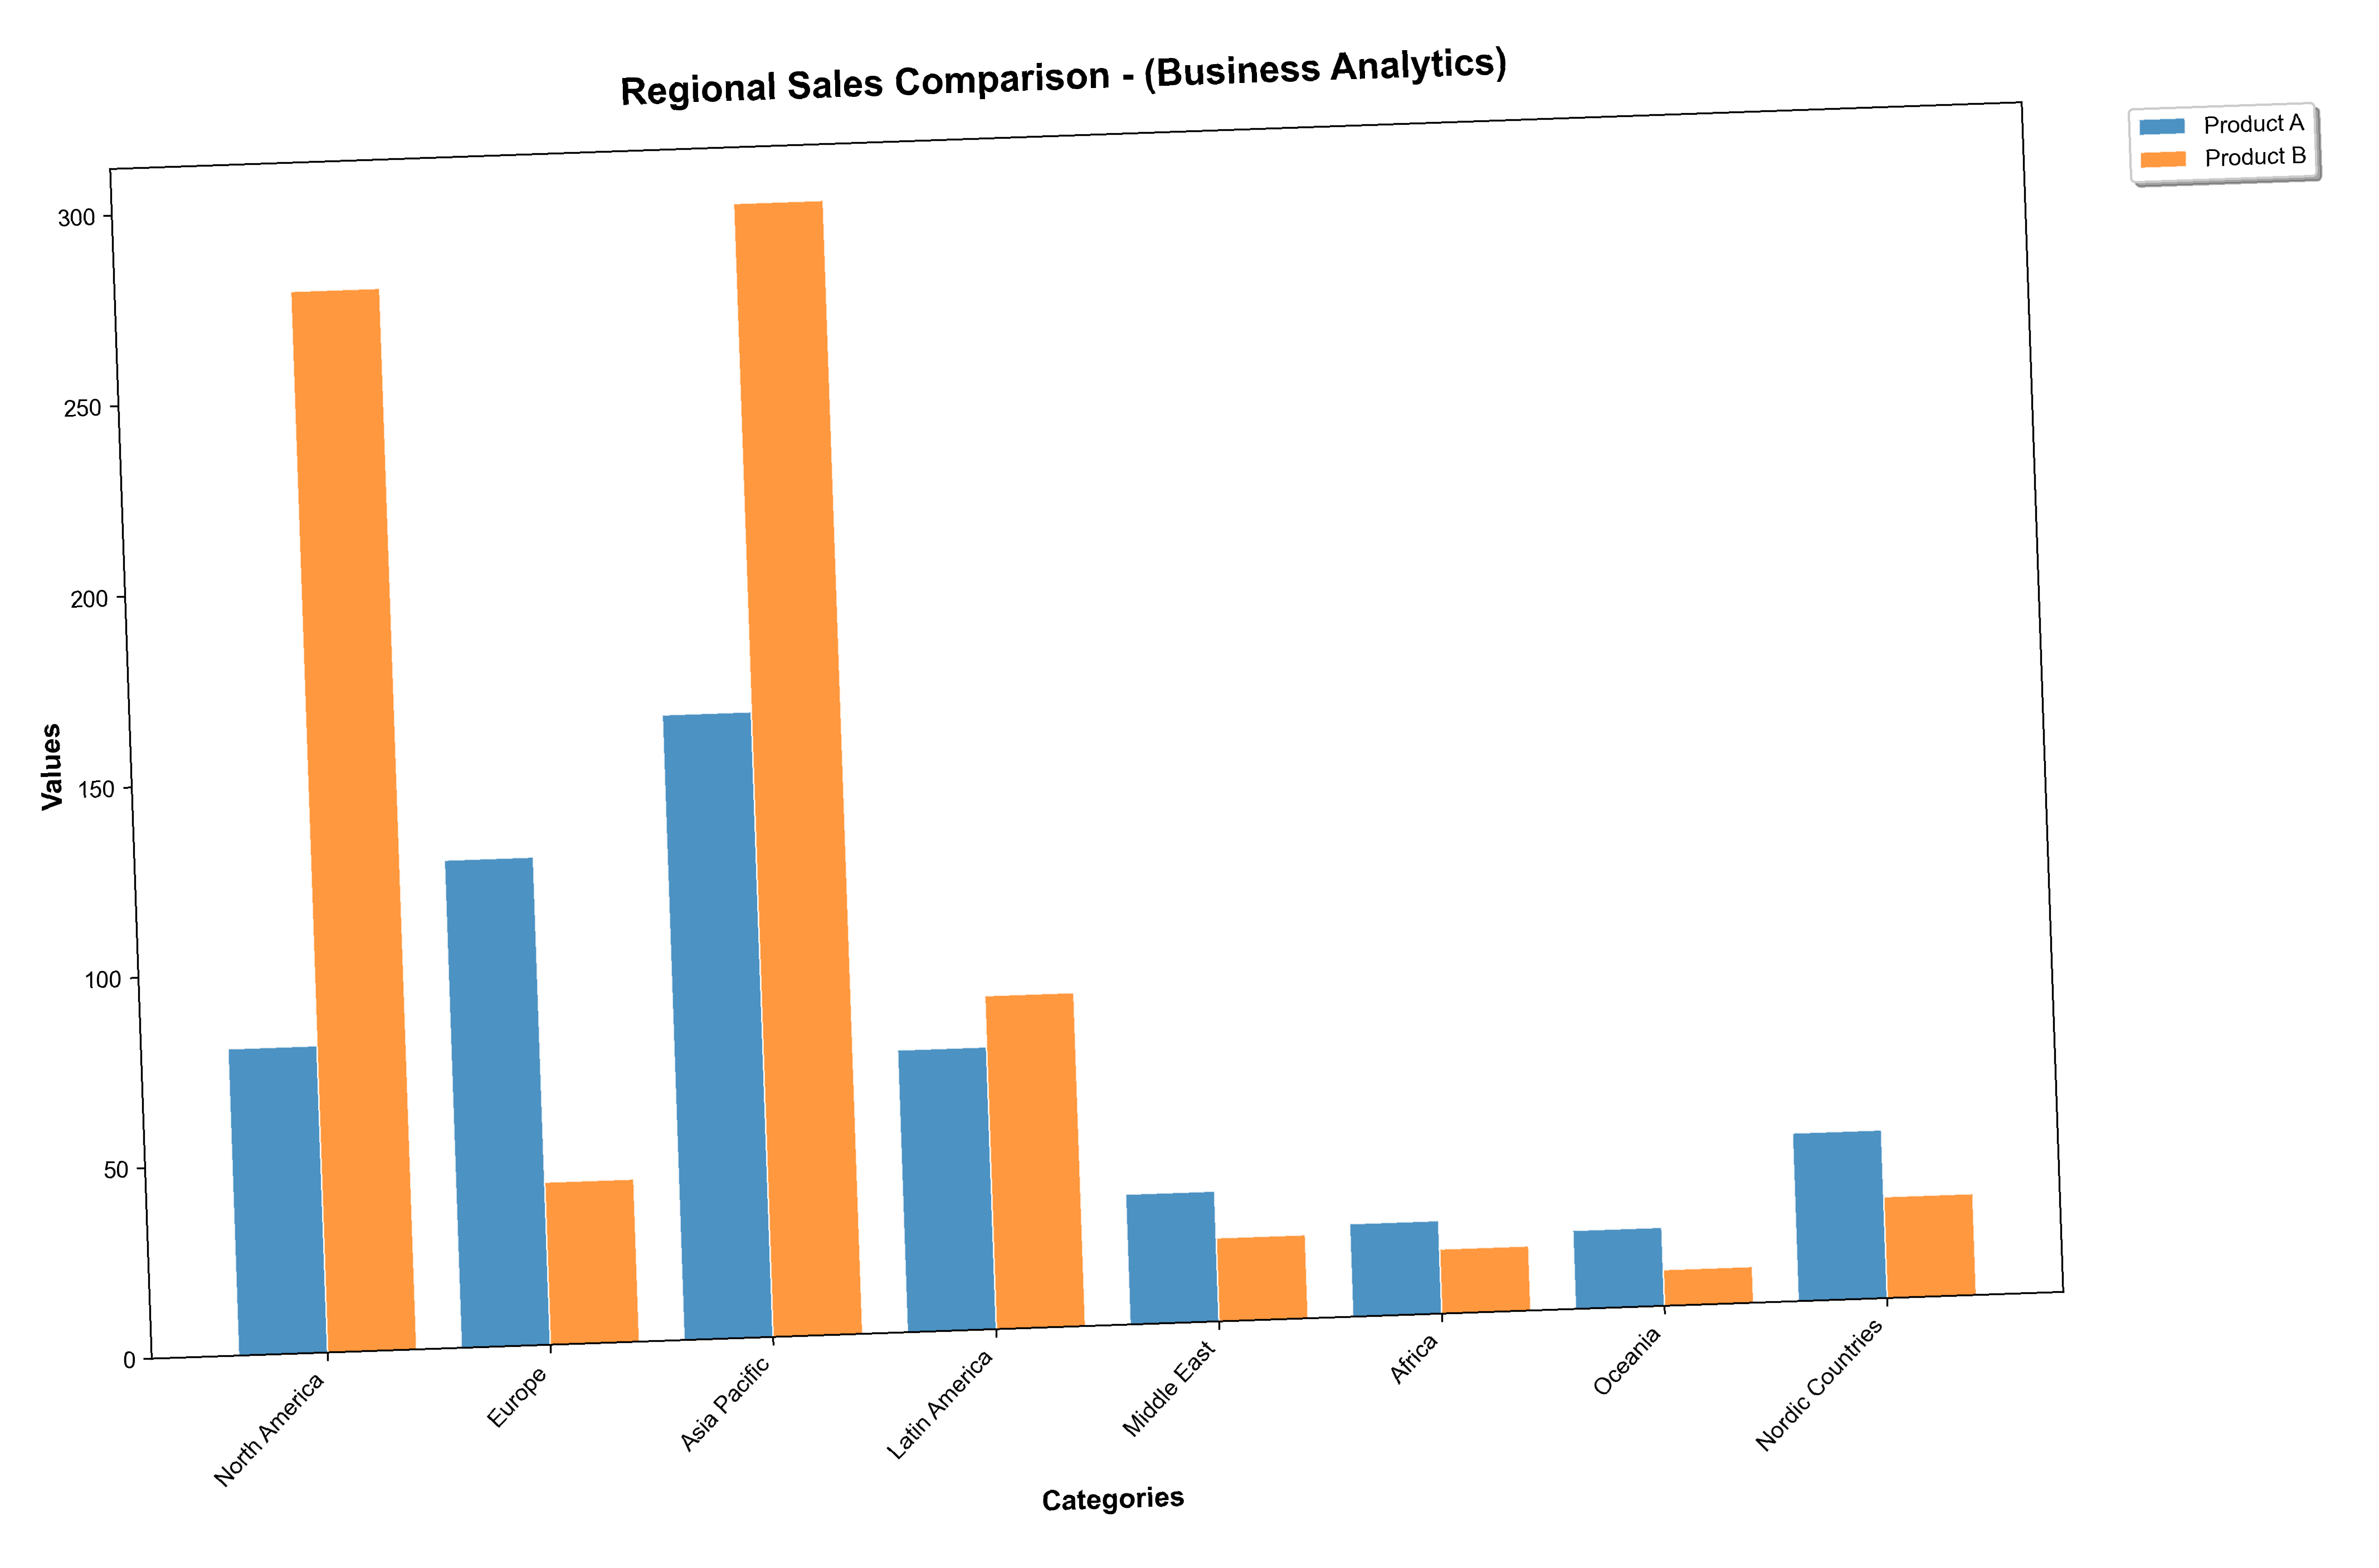 Regional Sales Comparison - (Business Analytics)
Product A
Product B
Values
300
250
200
150
100
50
0
North America
Europe
Asia Pacific
Latin America
Middle East
Africa
Oceania
Nordic Countries
Categories